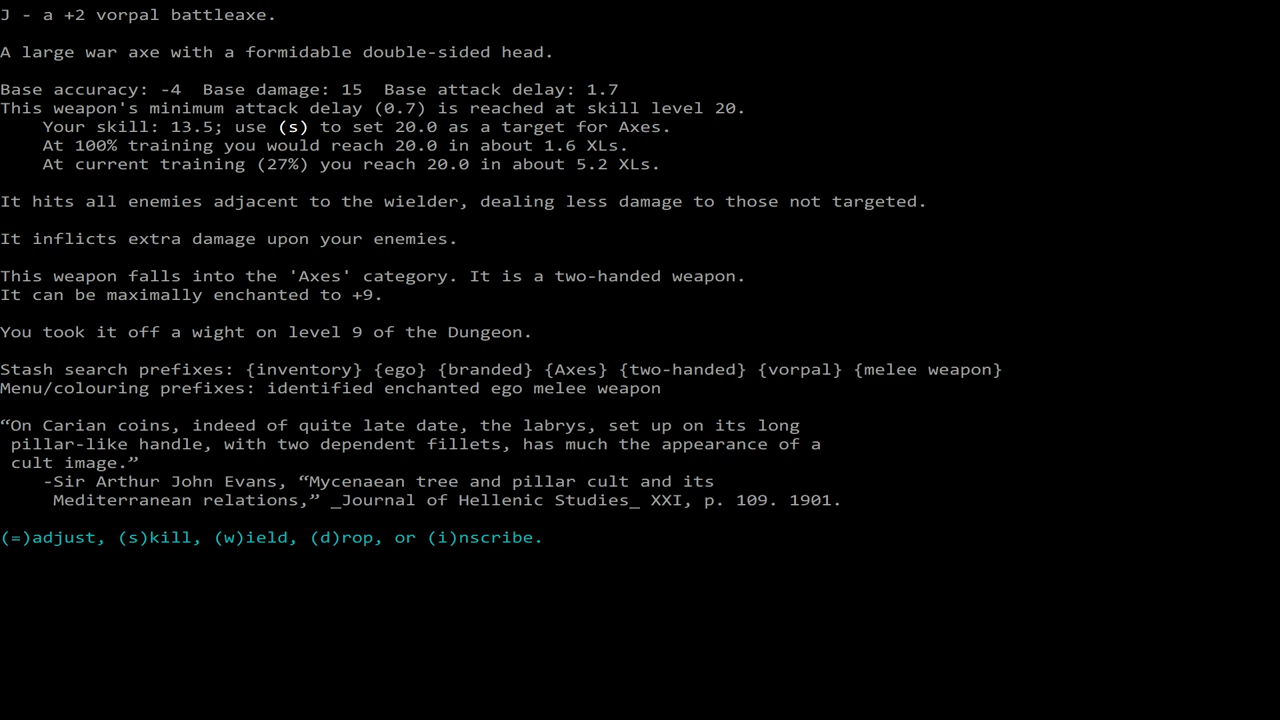 J - a +2 vorpal battleaxe.
A large war axe with a formidable double-sided head.
Base accuracy: -4  Base damage: 15  Base attack delay: 1.7
This weapon's minimum attack delay (0.7) is reached at skill level 20.
    Your skill: 13.5; use (s) to set 20.0 as a target for Axes.
    At 100% training you would reach 20.0 in about 1.6 XLs.
    At current training (27%) you reach 20.0 in about 5.2 XLs.
It hits all enemies adjacent to the wielder, dealing less damage to those not targeted.
It inflicts extra damage upon your enemies.
This weapon falls into the 'Axes' category. It is a two-handed weapon.
It can be maximally enchanted to +9.
You took it off a wight on level 9 of the Dungeon.
Stash search prefixes: {inventory} {ego} {branded} {Axes} {two-handed} {vorpal} {melee weapon}
Menu/colouring prefixes: identified enchanted ego melee weapon
“On Carian coins, indeed of quite late date, the labrys, set up on its long
 pillar-like handle, with two dependent fillets, has much the appearance of a
 cult image.”
    -Sir Arthur John Evans, “Mycenaean tree and pillar cult and its
     Mediterranean relations,” _Journal of Hellenic Studies_ XXI, p. 109. 1901.
(=)adjust, (s)kill, (w)ield, (d)rop, or (i)nscribe.